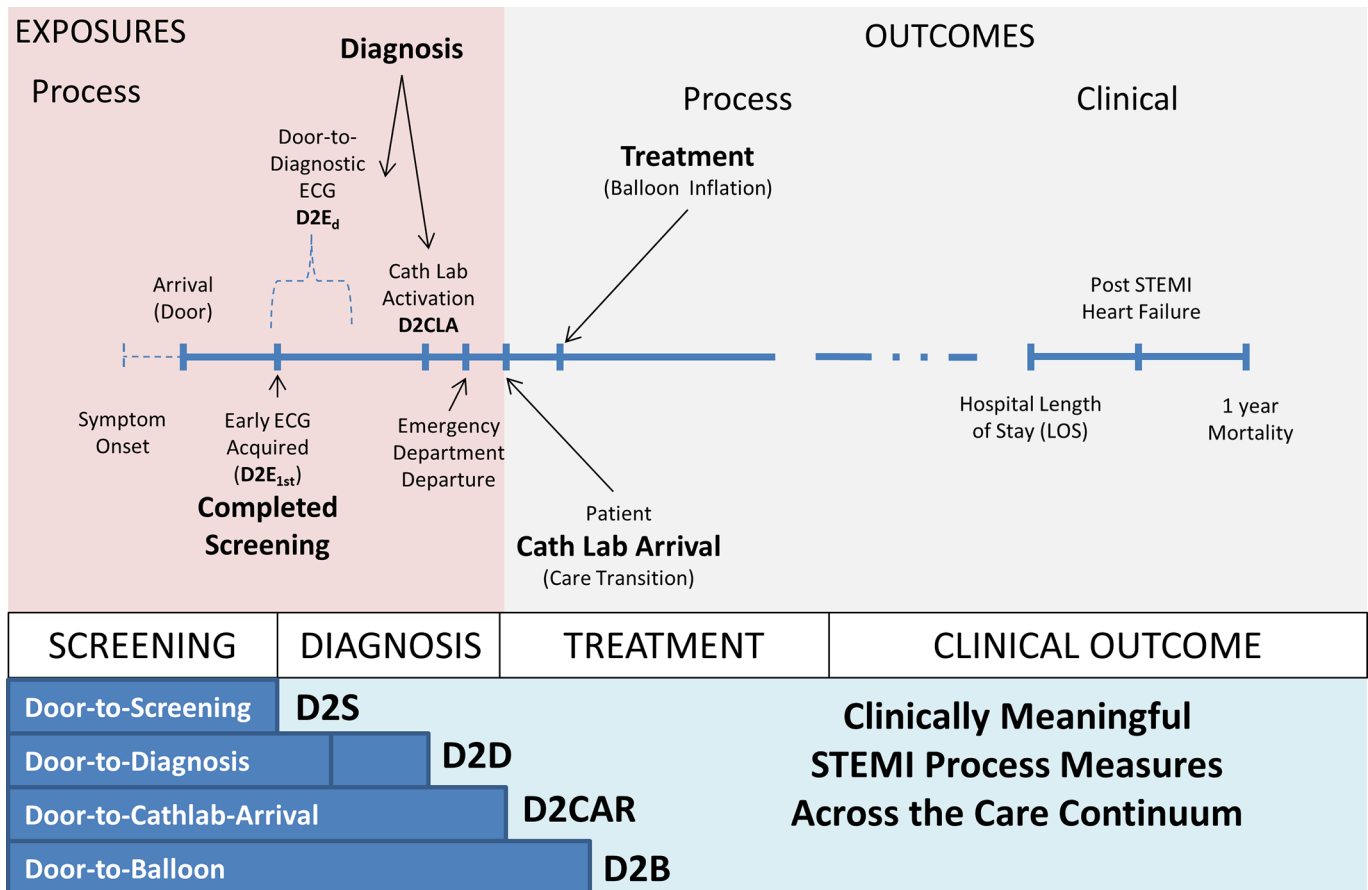 EXPOSURES
Process
Diagnosis
OUTCOMES
Process
Clinical
Door-to-
Diagnostic
ECG
D2Ed
Treatment
(Balloon Inflation)
Arrival
(Door)
Cath Lab
Activation
D2CLA
Post STEMI
Heart Failure
Symptom
Onset
Early ECG
Acquired
(D2E1st)
Completed
Screening
Emergency
Department
Departure
Patient
Cath Lab Arrival
(Care Transition)
Hospital Length
of Stay (LOS)
1 year
Mortality
SCREENING
DIAGNOSIS
TREATMENT
CLINICAL OUTCOME
Door-to-Screening
D2S
Door-to-Diagnosis
D2D
Door-to-Cathlab-Arrival
D2CAR
Door-to-Balloon
D2B
Clinically Meaningful
STEMI Process Measures
Across the Care Continuum